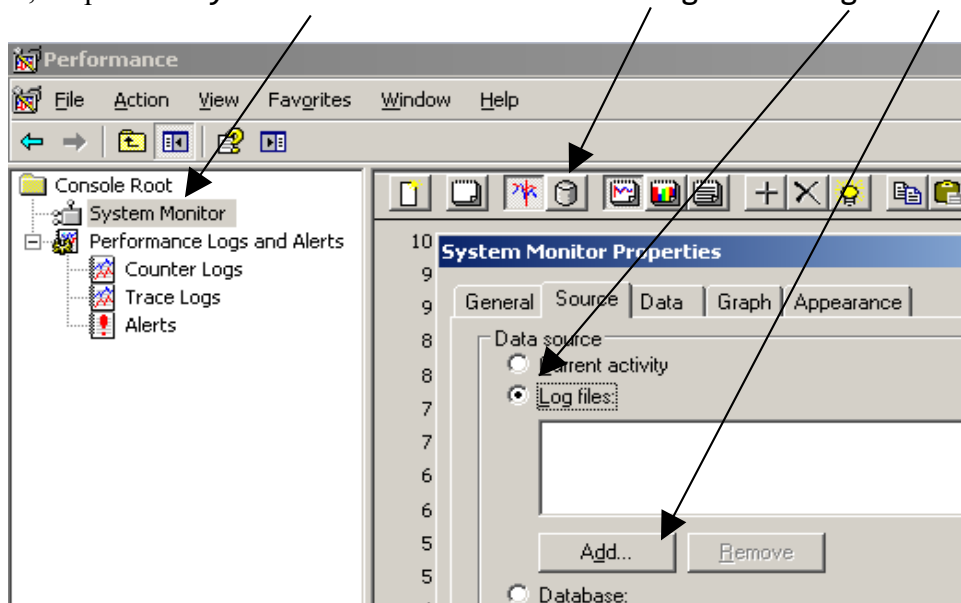 Performance
File Action View Favorites Window Help
Console Root
System Monitor
Performance Logs and Alerts
Counter Logs
Trace Logs
Alerts
10
9
9
8
8
7
7
6
6
5
5
System Monitor Properties
General Source Data Graph Appearance
Data source
Current activity
Log files:
Add... Remove
Database: